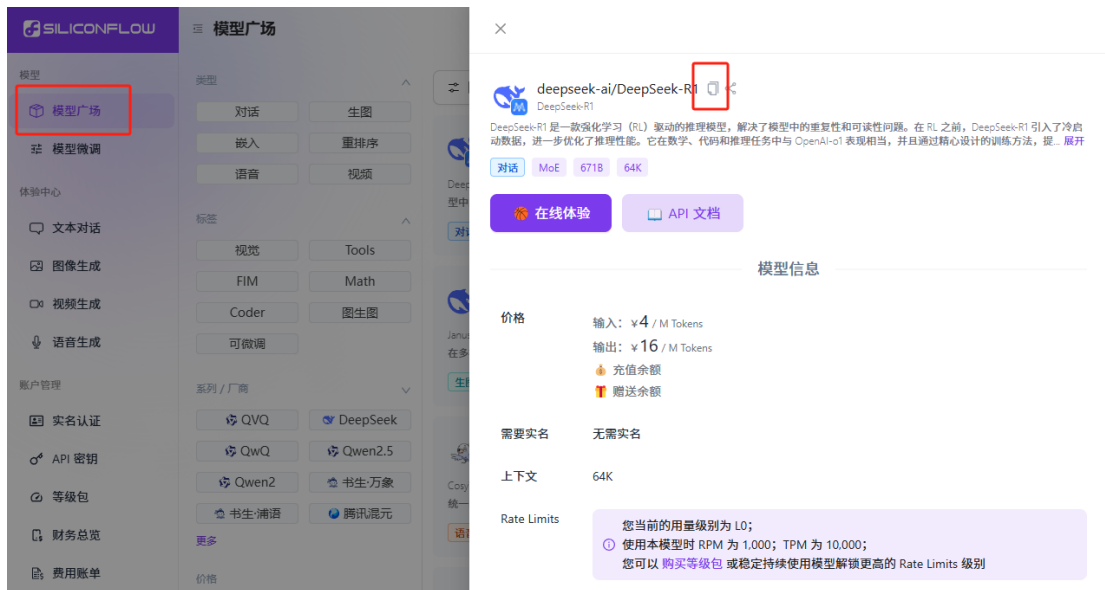 SILICONFLOW
模型
模型广场
模型微调
体验中心
文本对话
图像生成
视频生成
语音生成
账户管理
实名认证
API 密钥
等级包
财务总览
费用账单
模型广场
类型
对话
生图
嵌入
重排序
语音
视频
标签
视觉
Tools
FIM
Math
Coder
图生图
可微调
系列 / 厂商
QVQ
DeepSeek
QwQ
Qwen2.5
Qwen2
书生·万象
书生·浦语
腾讯混元
更多
价格
Deep
型中
对
Janus
在多
生
Cosy
统一
语
deepseek-ai/DeepSeek-R1
DeepSeek-R1
DeepSeek-R1 是一款强化学习（RL）驱动的推理模型，解决了模型中的重复性和可读性问题。在 RL 之前，DeepSeek-R1 引入了冷启
动数据，进一步优化了推理性能。它在数学、代码和推理任务中与 OpenAI-o1 表现相当，并且通过精心设计的训练方法，提... 展开
对话 MoE 671B 64K
在线体验
API 文档
模型信息
价格
输入：￥4 / M Tokens
输出：￥16 / M Tokens
充值余额
赠送余额
需要实名 无需实名
上下文 64K
Rate Limits
您当前的用量级别为 L0；
使用本模型时 RPM 为 1,000；TPM 为 10,000；
您可以 购买等级包 或稳定持续使用模型解锁更高的 Rate Limits 级别